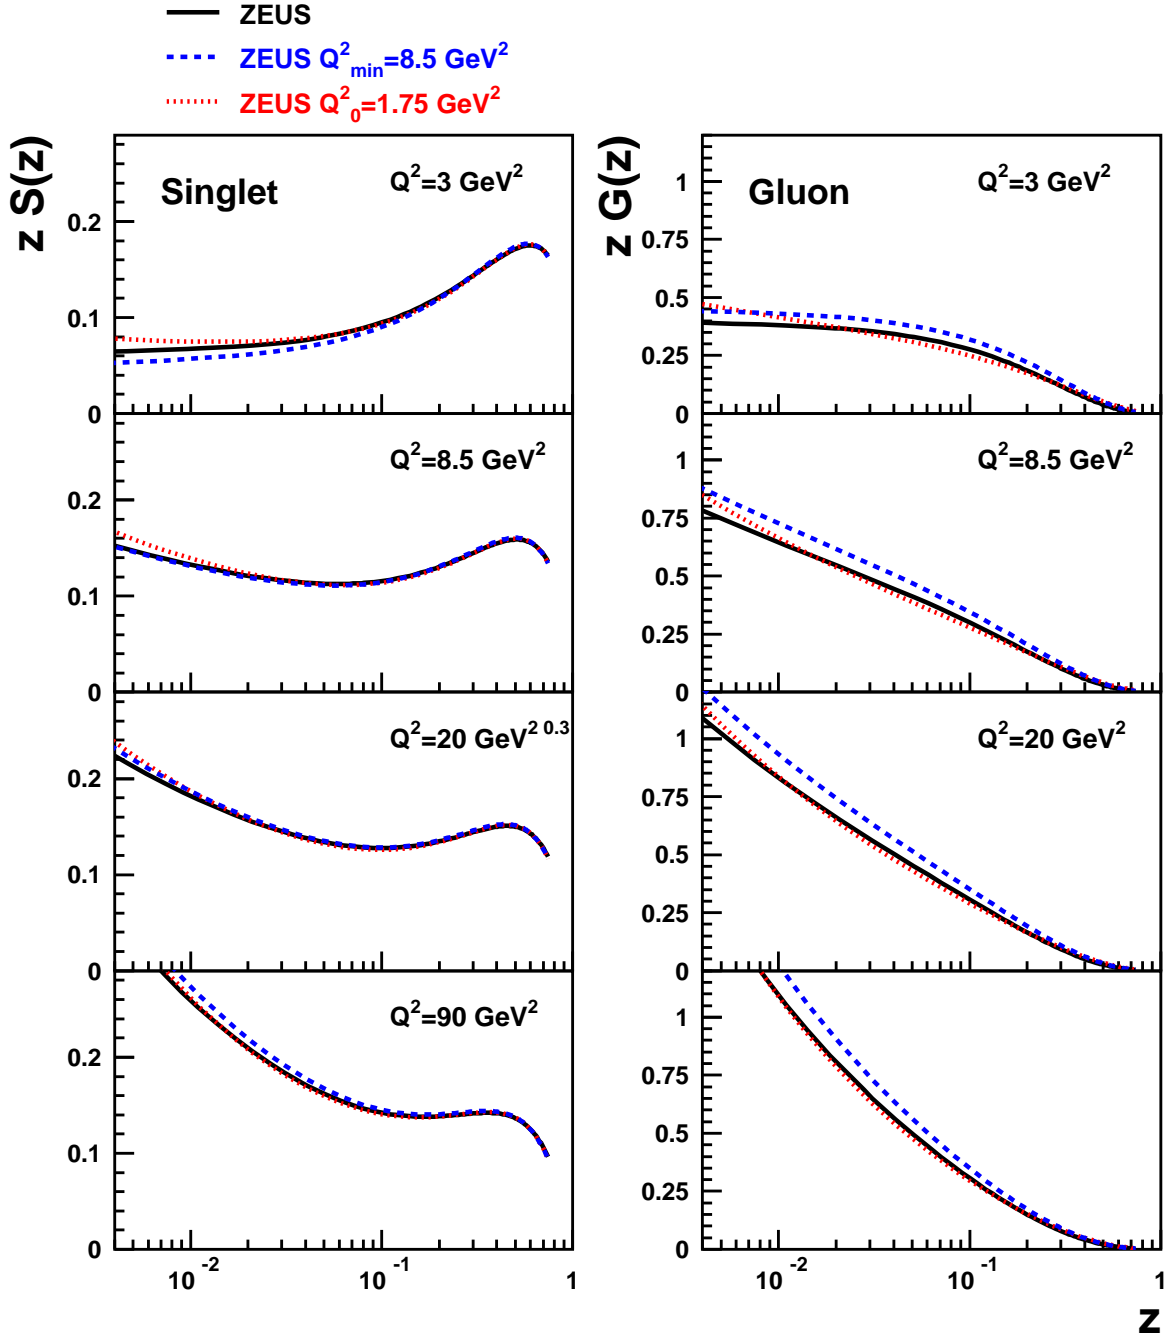 ZEUS
ZEUS Q²min=8.5 GeV²
ZEUS Q²0=1.75 GeV²
z S(z)
z G(z)
Singlet
Q²=3 GeV²
Gluon
Q²=3 GeV²
0.2
0.1
0
1
0.75
0.5
0.25
0
Q²=8.5 GeV²
Q²=8.5 GeV²
0.2
0.1
0
1
0.75
0.5
0.25
0
Q²=20 GeV² 0.3
Q²=20 GeV²
0.2
0.1
0
1
0.75
0.5
0.25
0
Q²=90 GeV²
0.2
0.1
0
1
0.75
0.5
0.25
0
10⁻² 10⁻¹ 1
10⁻² 10⁻¹ 1
z